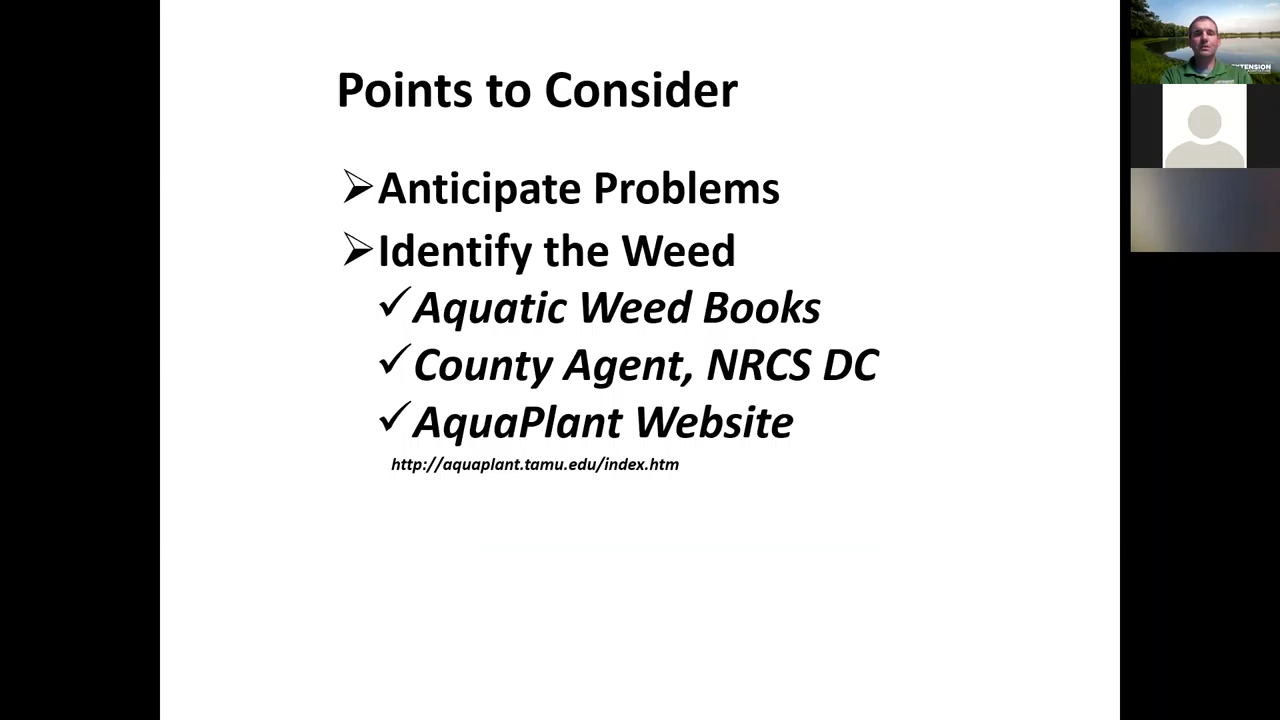 Points to Consider
Anticipate Problems
Identify the Weed
Aquatic Weed Books
County Agent, NRCS DC
AquaPlant Website
http://aquaplant.tamu.edu/index.htm